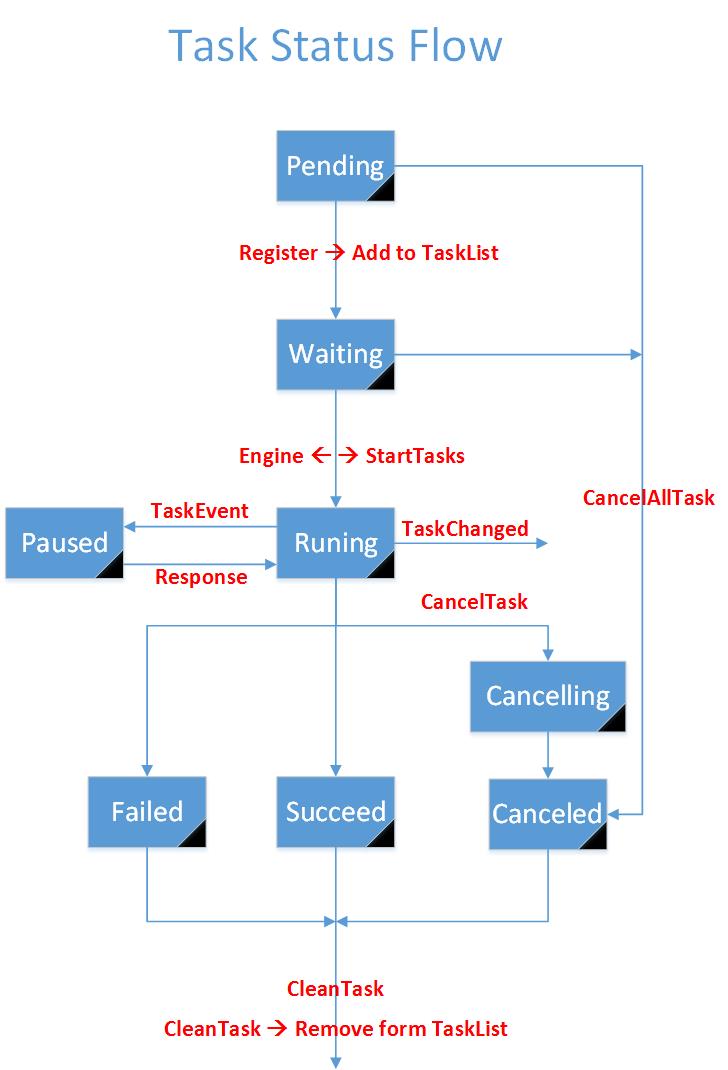 Task Status Flow
Pending
Register → Add to TaskList
Waiting
Engine ← → StartTasks
CancelAllTask
TaskEvent
Paused
Runing
TaskChanged
Response
CancelTask
Cancelling
Failed
Succeed
Canceled
CleanTask
CleanTask → Remove form TaskList